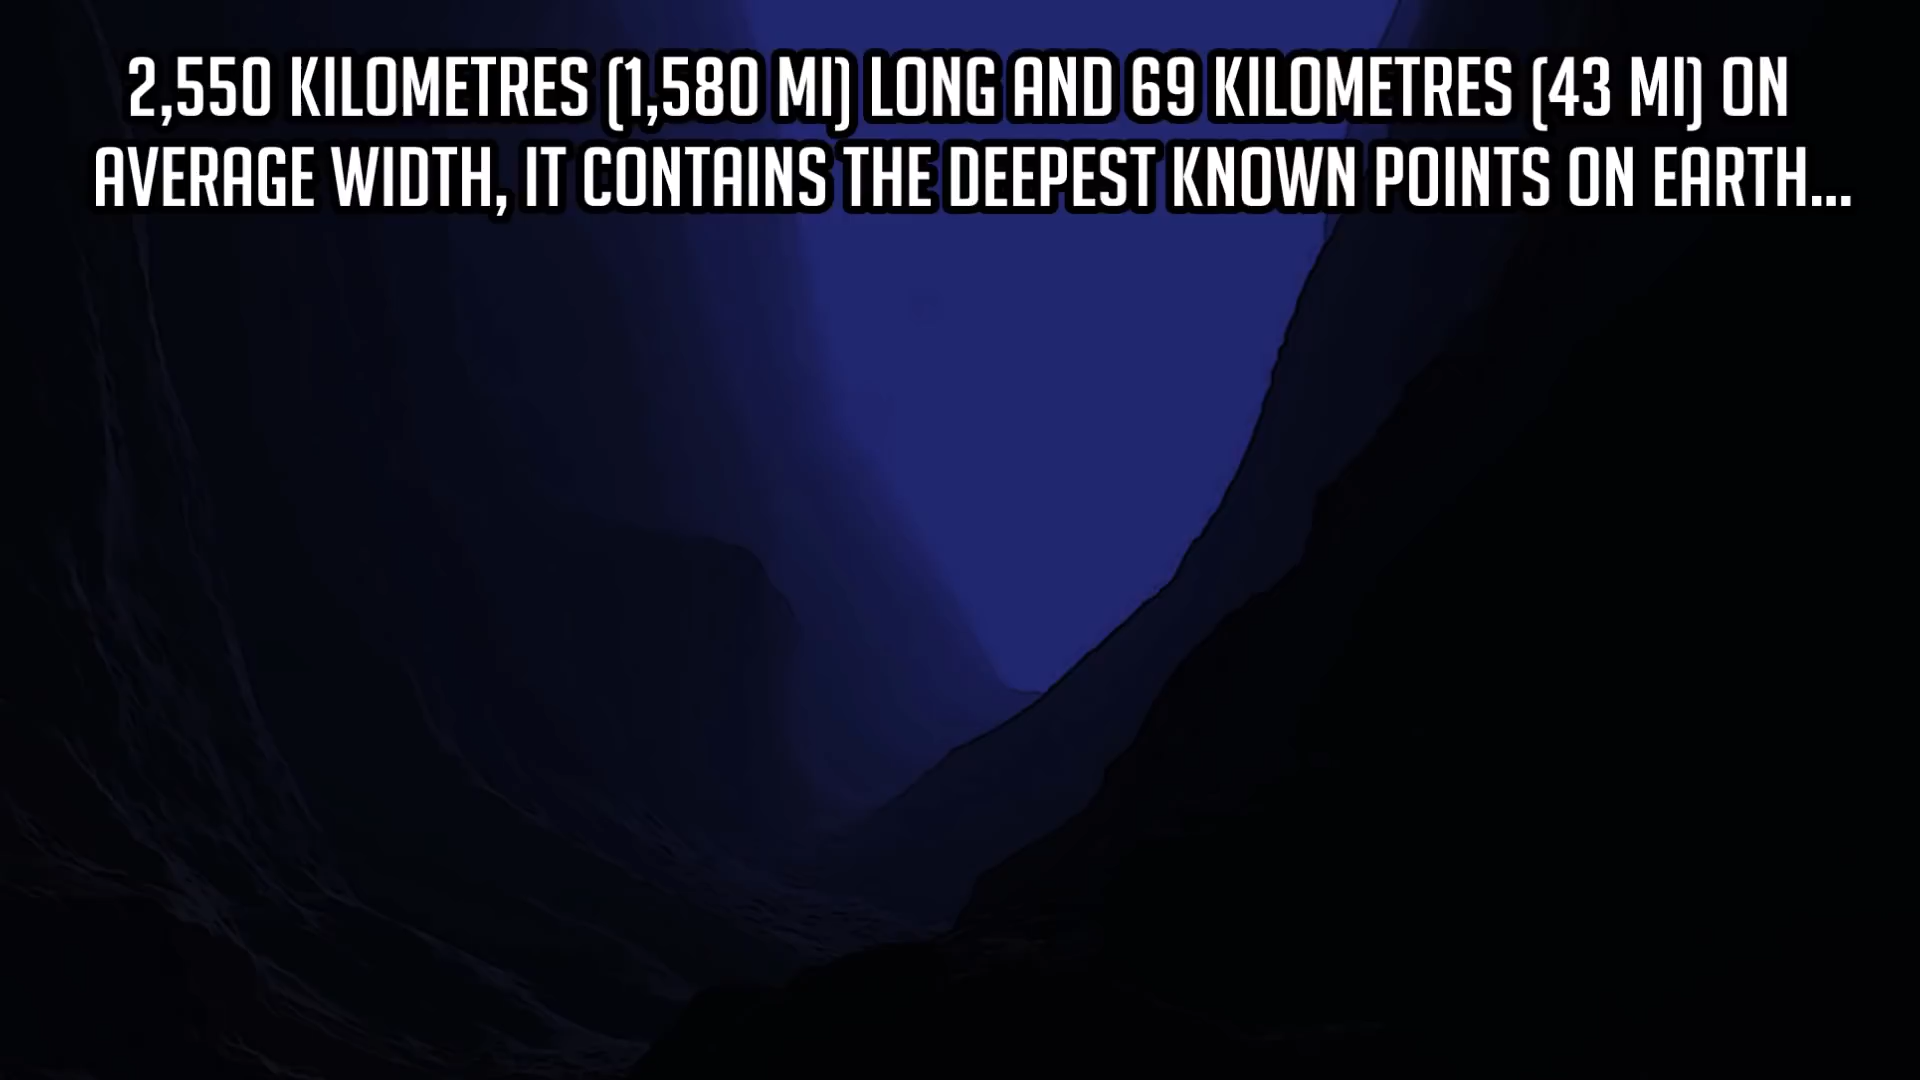 2,550 KILOMETRES (1,580 MI) LONG AND 69 KILOMETRES (43 MI) ON
AVERAGE WIDTH, IT CONTAINS THE DEEPEST KNOWN POINTS ON EARTH...